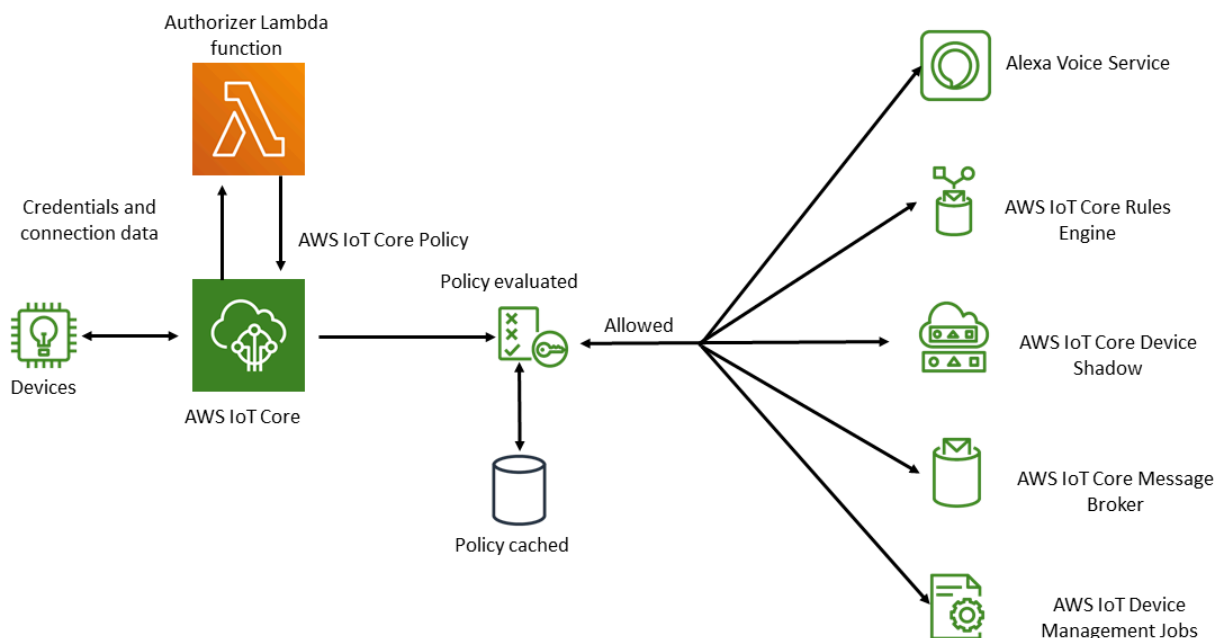 Authorizer Lambda
function
Credentials and
connection data
AWS IoT Core Policy
Devices
AWS IoT Core
Policy evaluated
Allowed
Policy cached
Alexa Voice Service
AWS IoT Core Rules
Engine
AWS IoT Core Device
Shadow
AWS IoT Core Message
Broker
AWS IoT Device
Management Jobs